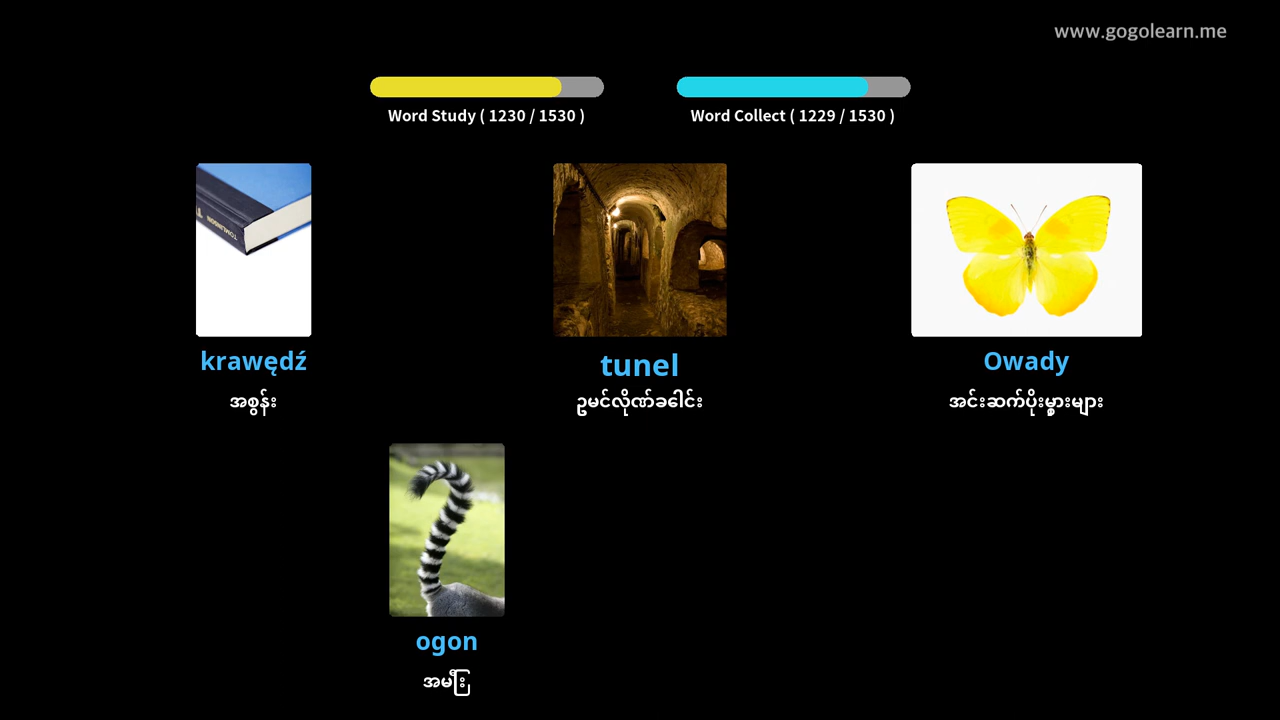 www.gogolearn.me
Word Study ( 1230 / 1530 )
Word Collect ( 1229 / 1530 )
TOMLINSON
krawędź
tunel
Owady
အစွန်း
ဥမင်လိုဏ်ခေါင်း
အင်းဆက်ပိုးမွှားများ
ogon
အမြီး